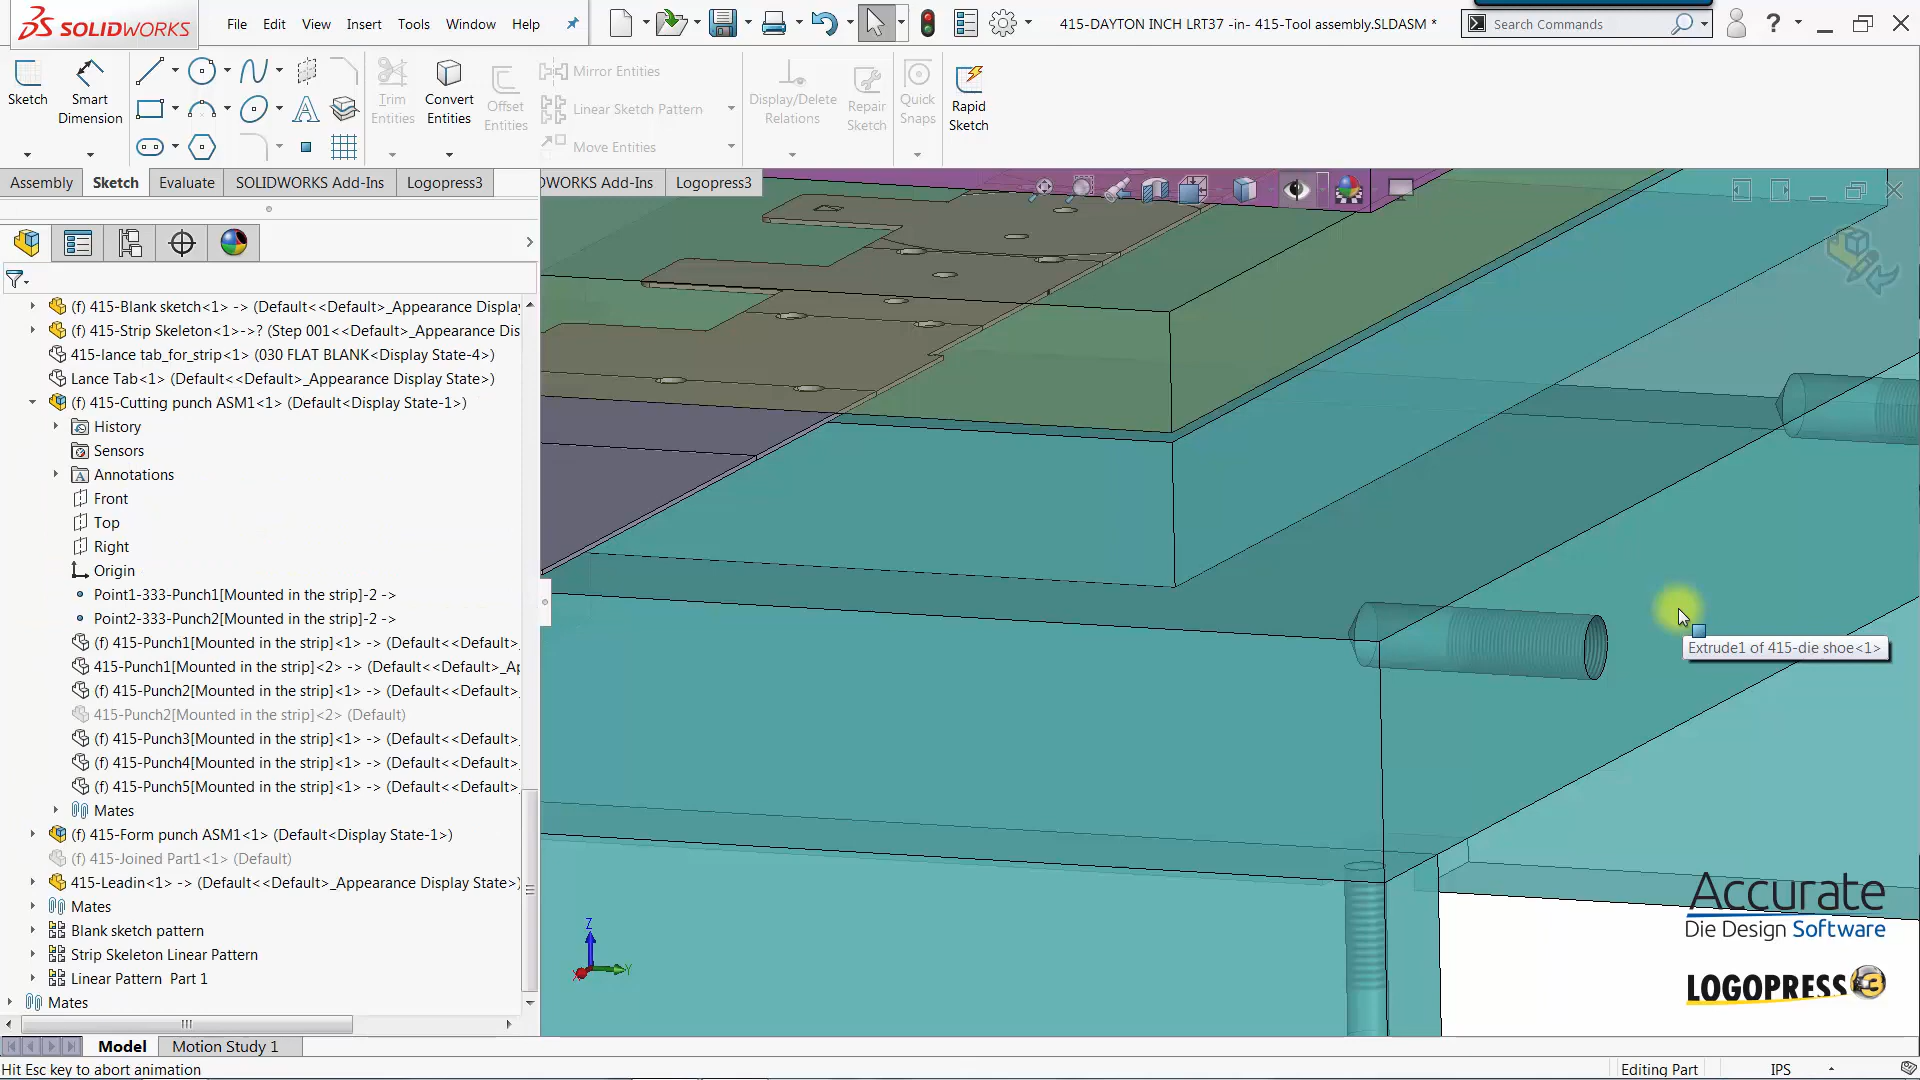 SOLIDWORKS
File Edit View Insert Tools Window Help
415-DAYTON INCH LRT37 -in- 415-Tool assembly.SLDASM *
Search Commands
?
Sketch
Smart Dimension
Trim Entities
Convert Entities
Offset Entities
Mirror Entities
Linear Sketch Pattern
Move Entities
Display/Delete Relations
Repair Sketch
Quick Snaps
Rapid Sketch
Assembly Sketch Evaluate SOLIDWORKS Add-Ins Logopress3
DWORKS Add-Ins Logopress3
(f) 415-Blank sketch<1> -> (Default<<Default>_Appearance Display
(f) 415-Strip Skeleton<1>-->? (Step 001<<Default>_Appearance Dis
415-lance tab_for_strip<1> (030 FLAT BLANK<Display State-4>)
Lance Tab<1> (Default<<Default>_Appearance Display State>)
(f) 415-Cutting punch ASM1<1> (Default<Display State-1>)
History
Sensors
Annotations
Front
Top
Right
Origin
Point1-333-Punch1[Mounted in the strip]-2 ->
Point2-333-Punch2[Mounted in the strip]-2 ->
(f) 415-Punch1[Mounted in the strip]<1> -> (Default<<Default>
415-Punch1[Mounted in the strip]<2> -> (Default<<Default>_Ap
(f) 415-Punch2[Mounted in the strip]<1> -> (Default<<Default>
415-Punch2[Mounted in the strip]<2> (Default)
(f) 415-Punch3[Mounted in the strip]<1> -> (Default<<Default>
(f) 415-Punch4[Mounted in the strip]<1> -> (Default<<Default>
(f) 415-Punch5[Mounted in the strip]<1> -> (Default<<Default>
Mates
(f) 415-Form punch ASM1<1> (Default<Display State-1>)
(f) 415-Joined Part1<1> (Default)
415-Leadin<1> -> (Default<<Default>_Appearance Display State>)
Mates
Blank sketch pattern
Strip Skeleton Linear Pattern
Linear Pattern Part 1
Mates
Extrude1 of 415-die shoe<1>
Z
X
Y
Accurate
Die Design Software
LOGOPRESS 3
Model Motion Study 1
Hit Esc key to abort animation
Editing Part
IPS